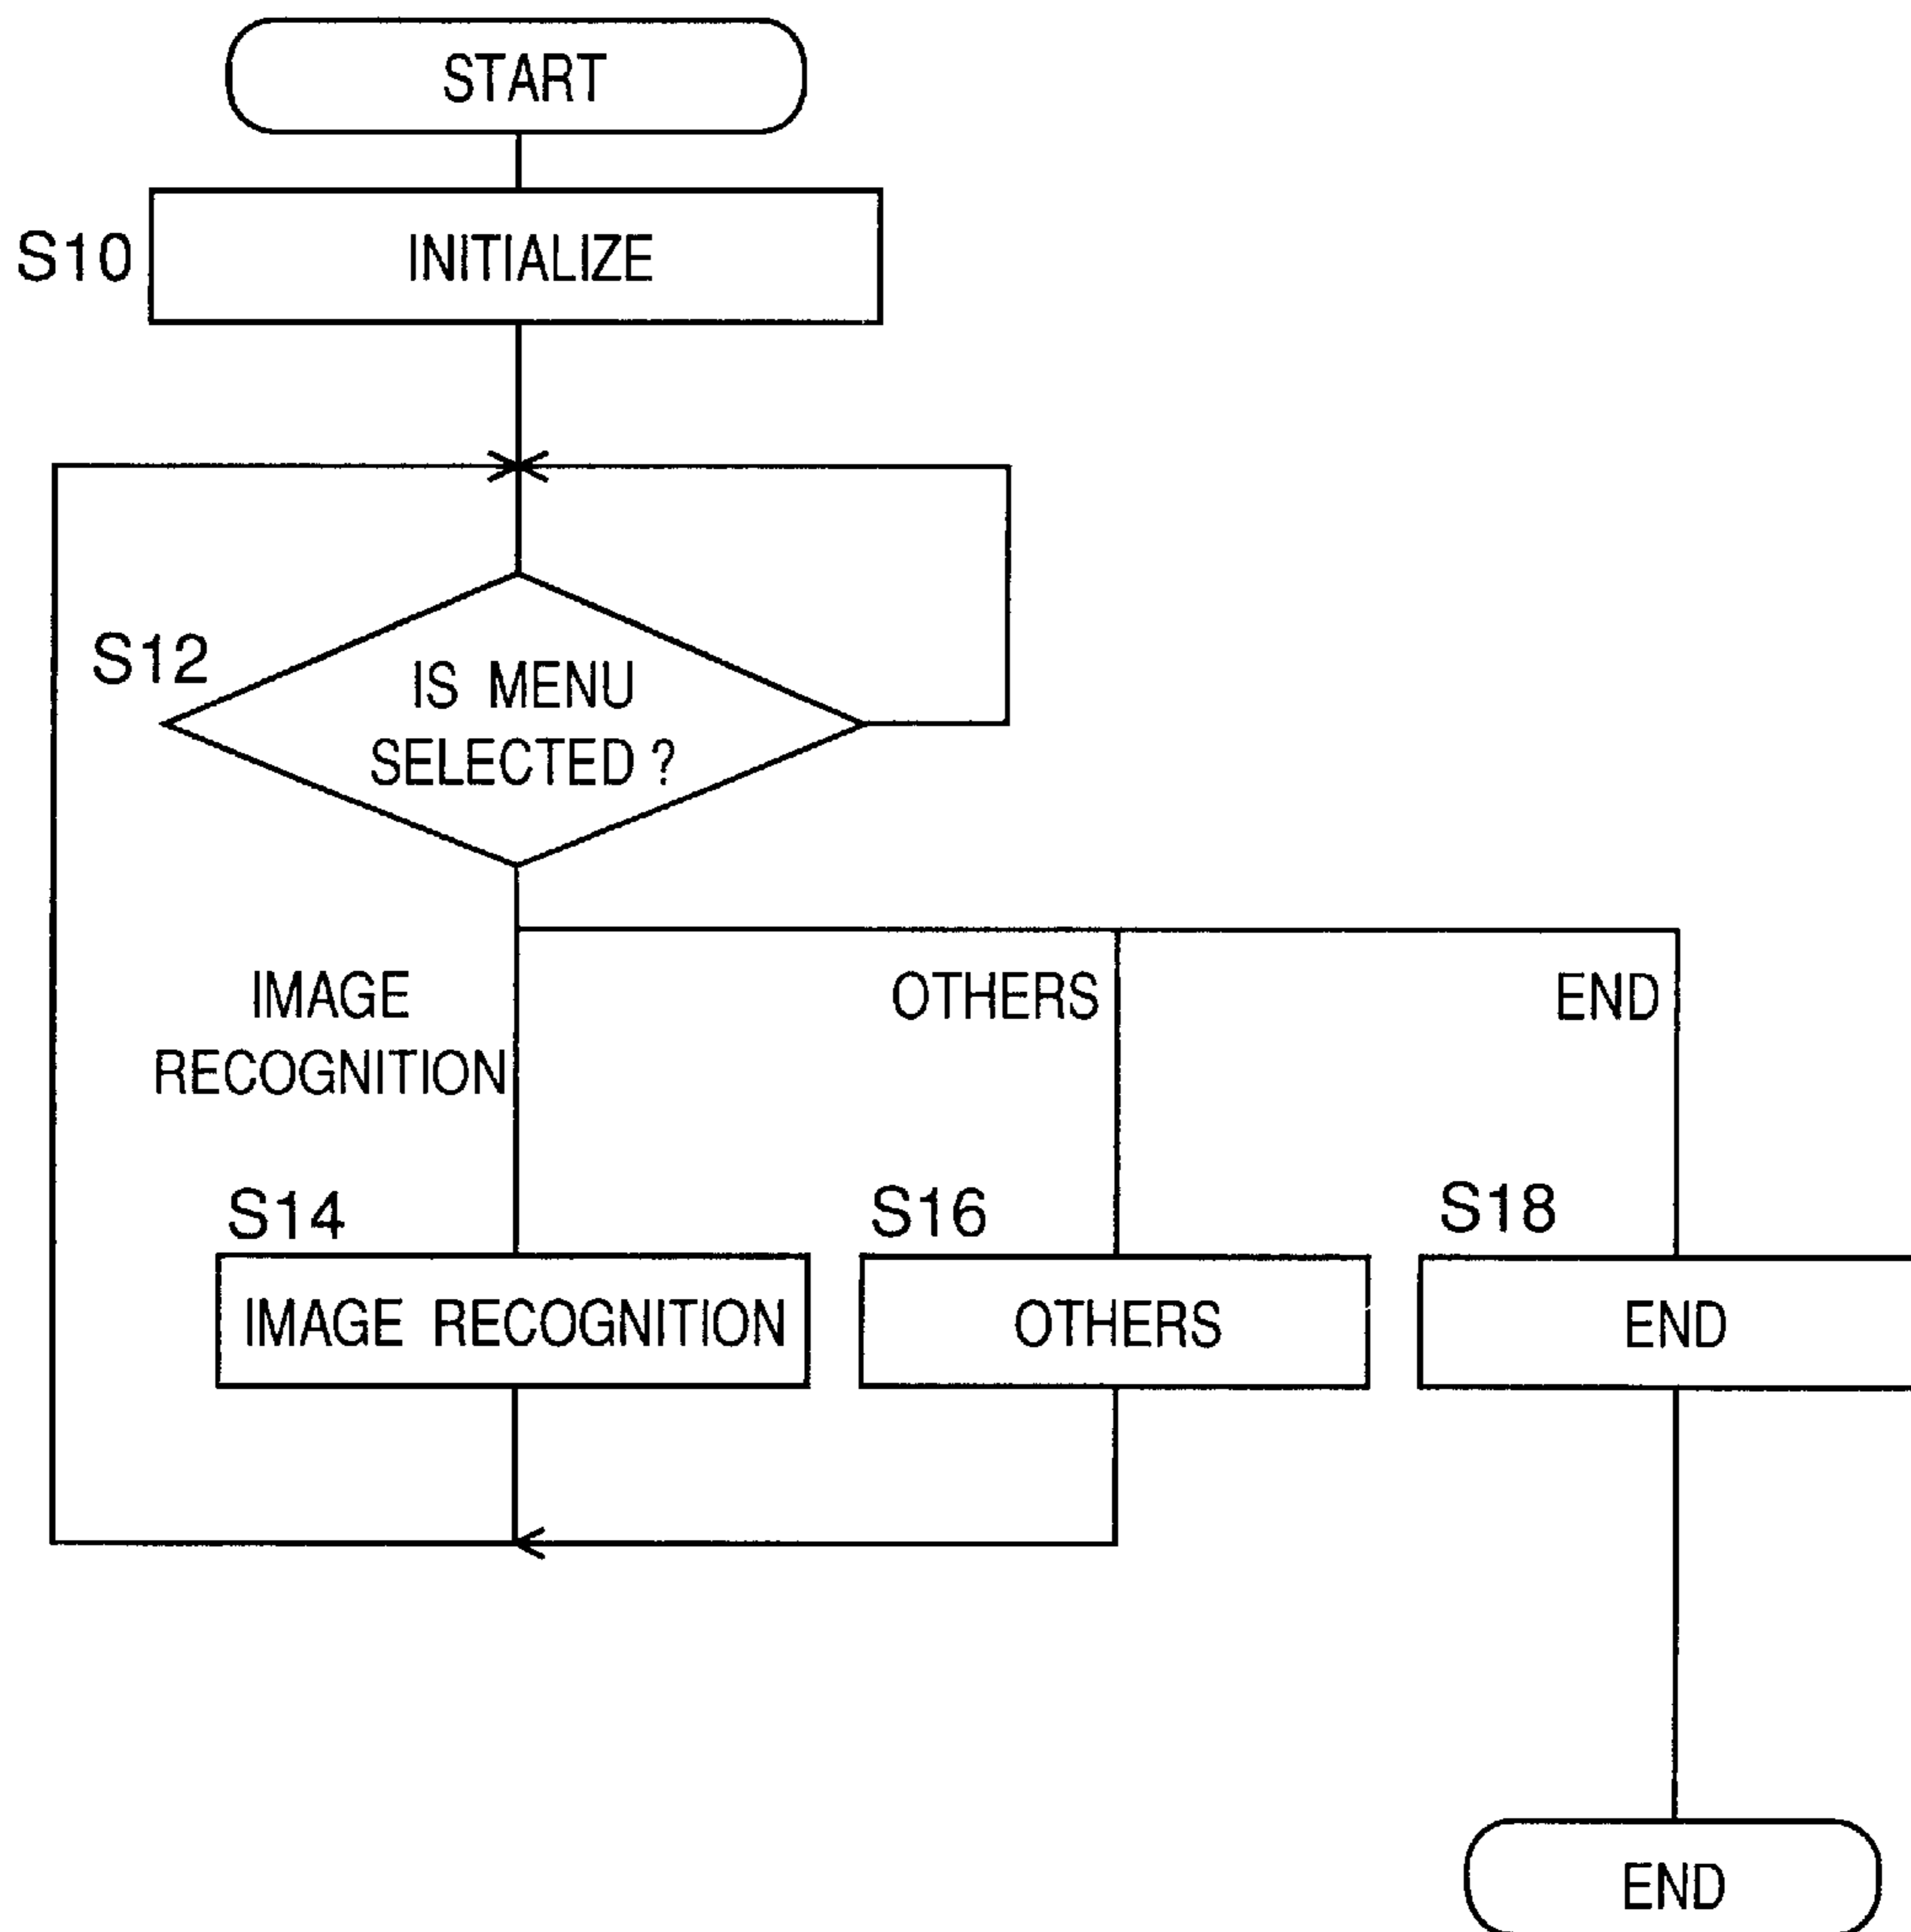 START
S10
INITIALIZE
S12
IS MENU
SELECTED ?
IMAGE
RECOGNITION
OTHERS
END
S14
S16
S18
IMAGE RECOGNITION
OTHERS
END
END